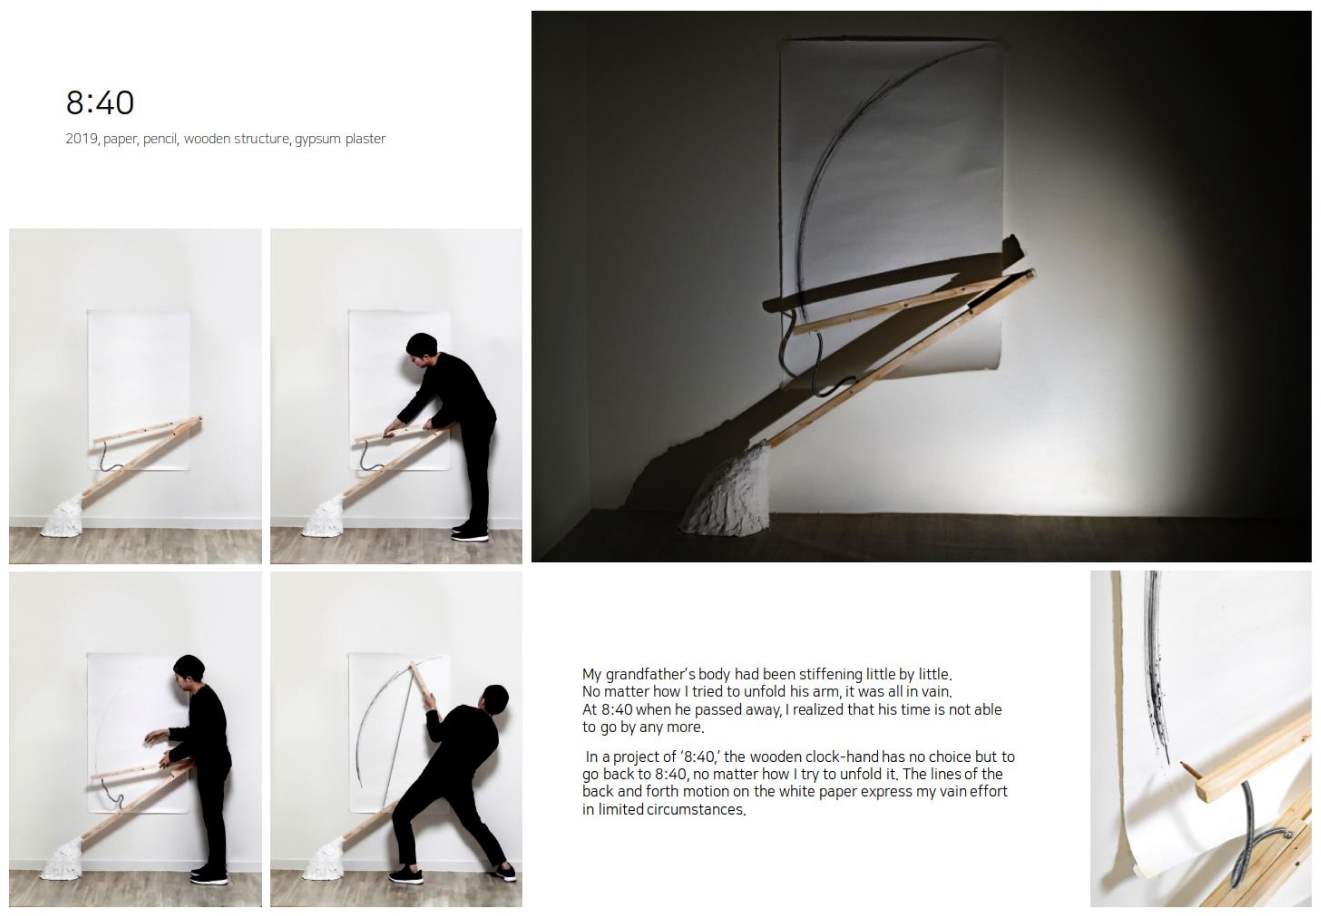 8:40
2019, paper, pencil, wooden structure, gypsum plaster
My grandfather's body had been stiffening little by little.
No matter how I tried to unfold his arm, it was all in vain.
At 8:40 when he passed away, I realized that his time is not able
to go by any more.
In a project of '8:40,' the wooden clock-hand has no choice but to
go back to 8:40, no matter how I try to unfold it. The lines of the
back and forth motion on the white paper express my vain effort
in limited circumstances.